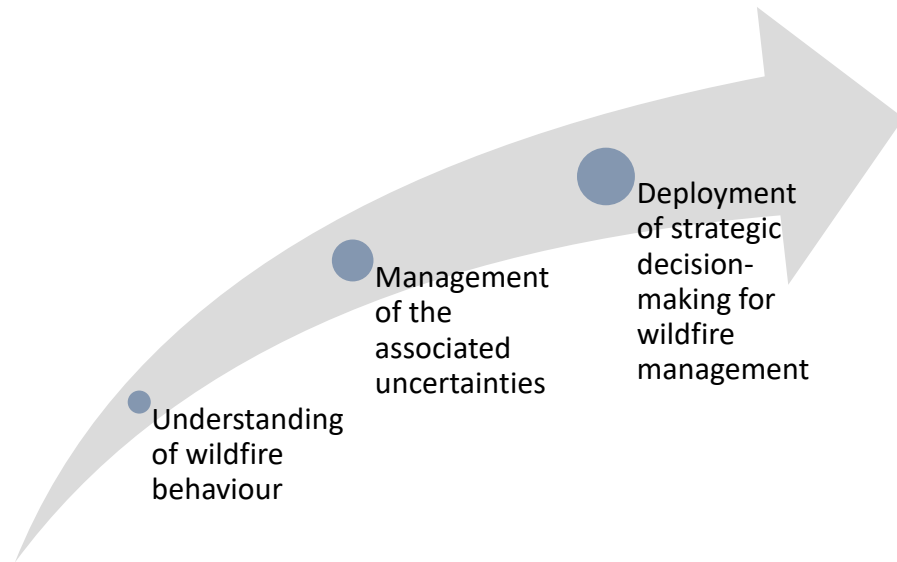 Deployment
of strategic
decision-
making for
wildfire
management
Management
of the
associated
uncertainties
Understanding
of wildfire
behaviour